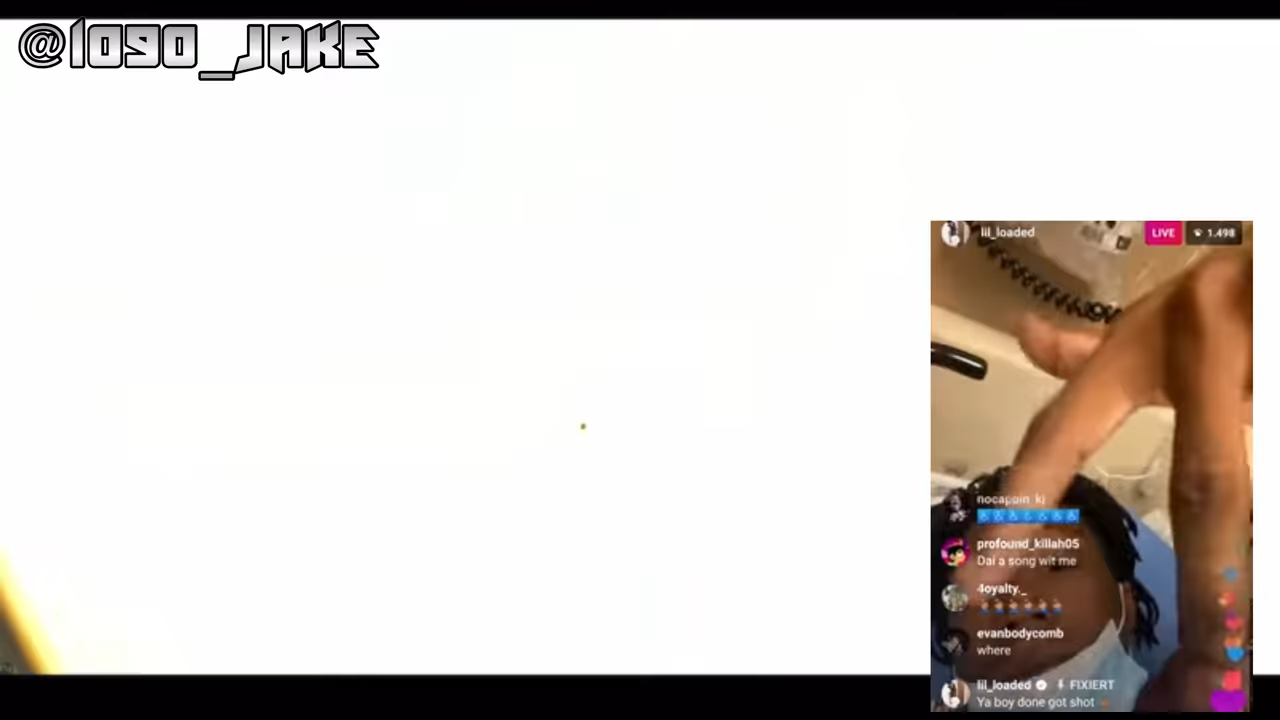 @1090_JAKE
lil_loaded
LIVE
1.498
nocapoin_kj
profound_killah05
Dai a song wit me
4oyalty._
evanbodycomb
where
lil_loaded
FIXIERT
Ya boy done got shot